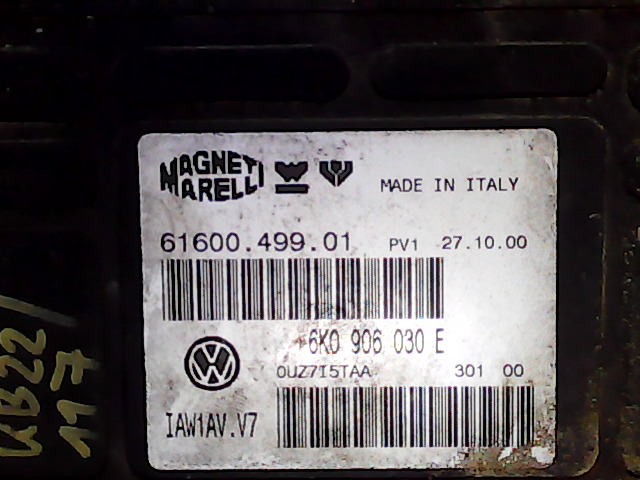 MAGNETI
MARELLI
MADE IN ITALY
61600.499.01 PV1 27.10.00
6K0 906 030 E
0UZ7I5TAA 301 00
IAW1AV.V7
117